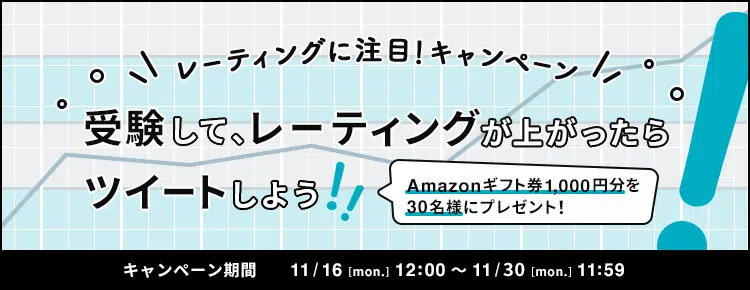 レーティングに注目!キャンペーン
受験して、レーティングが上がったら
ツイートしよう!!
Amazonギフト券1,000円分を
30名様にプレゼント!
キャンペーン期間 11/16 [mon.] 12:00 〜 11/30 [mon.] 11:59